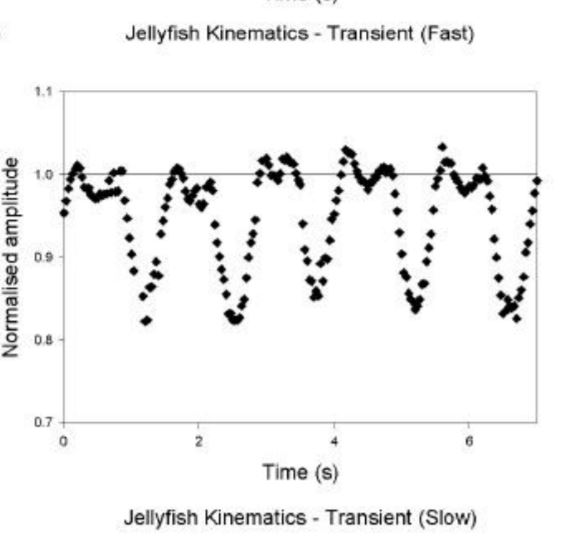 Time (s)
Jellyfish Kinematics - Transient (Fast)
1.1
1.0
0.9
0.8
0.7
Normalised amplitude
0 2 4 6
Time (s)
Jellyfish Kinematics - Transient (Slow)